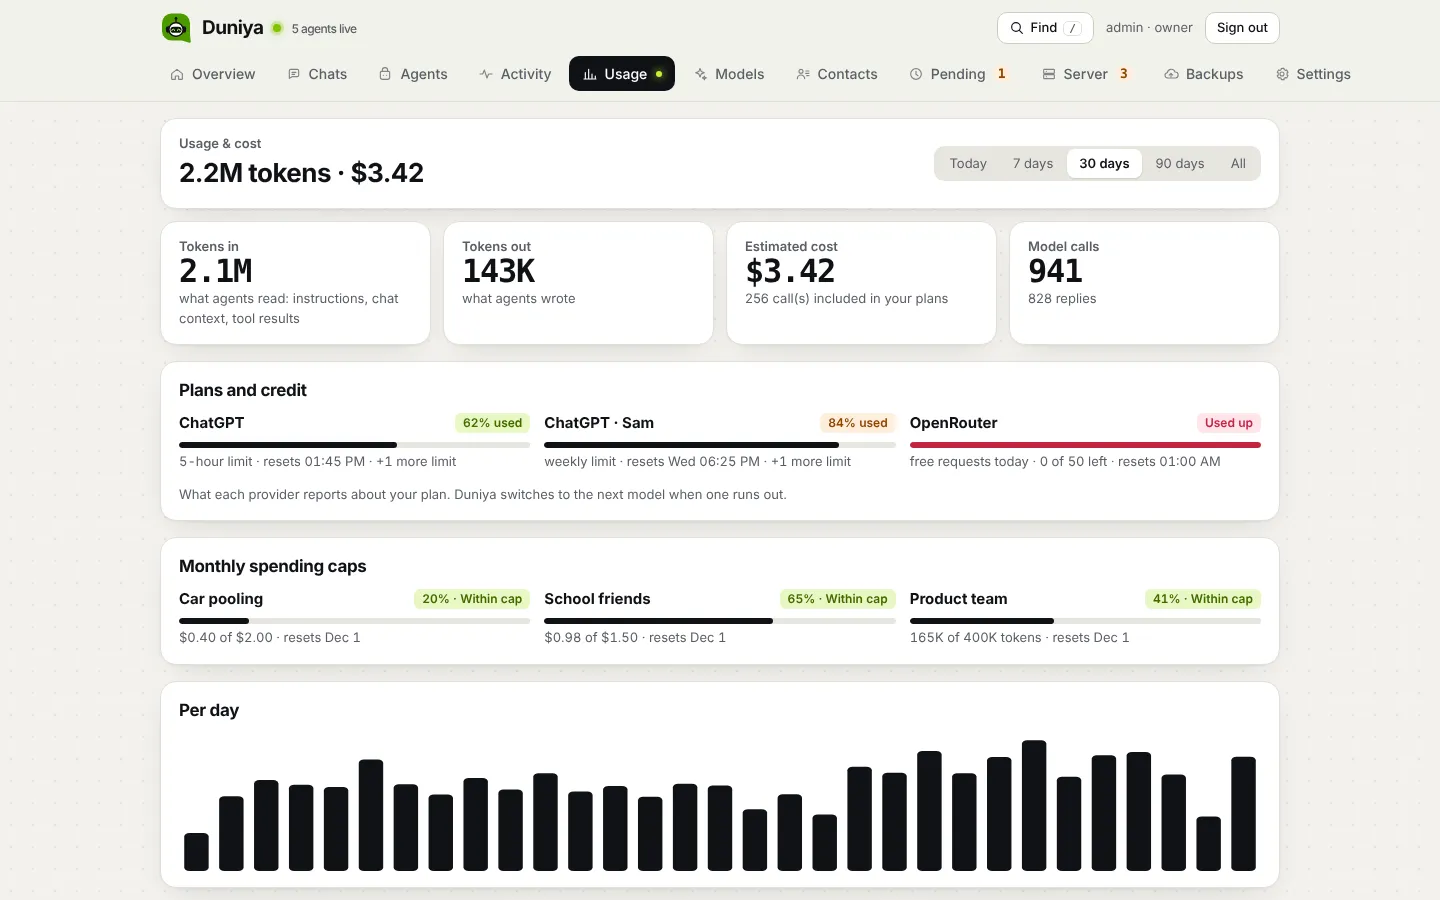 Duniya
5 agents live
Find /
admin · owner
Sign out
Overview
Chats
Agents
Activity
Usage
Models
Contacts
Pending 1
Server 3
Backups
Settings
Usage & cost
2.2M tokens · $3.42
Today
7 days
30 days
90 days
All
Tokens in
2.1M
what agents read: instructions, chat
context, tool results
Tokens out
143K
what agents wrote
Estimated cost
$3.42
256 call(s) included in your plans
Model calls
941
828 replies
Plans and credit
ChatGPT
62% used
5-hour limit · resets 01:45 PM · +1 more limit
ChatGPT · Sam
84% used
weekly limit · resets Wed 06:25 PM · +1 more limit
OpenRouter
Used up
free requests today · 0 of 50 left · resets 01:00 AM
What each provider reports about your plan. Duniya switches to the next model when one runs out.
Monthly spending caps
Car pooling
20% · Within cap
$0.40 of $2.00 · resets Dec 1
School friends
65% · Within cap
$0.98 of $1.50 · resets Dec 1
Product team
41% · Within cap
165K of 400K tokens · resets Dec 1
Per day